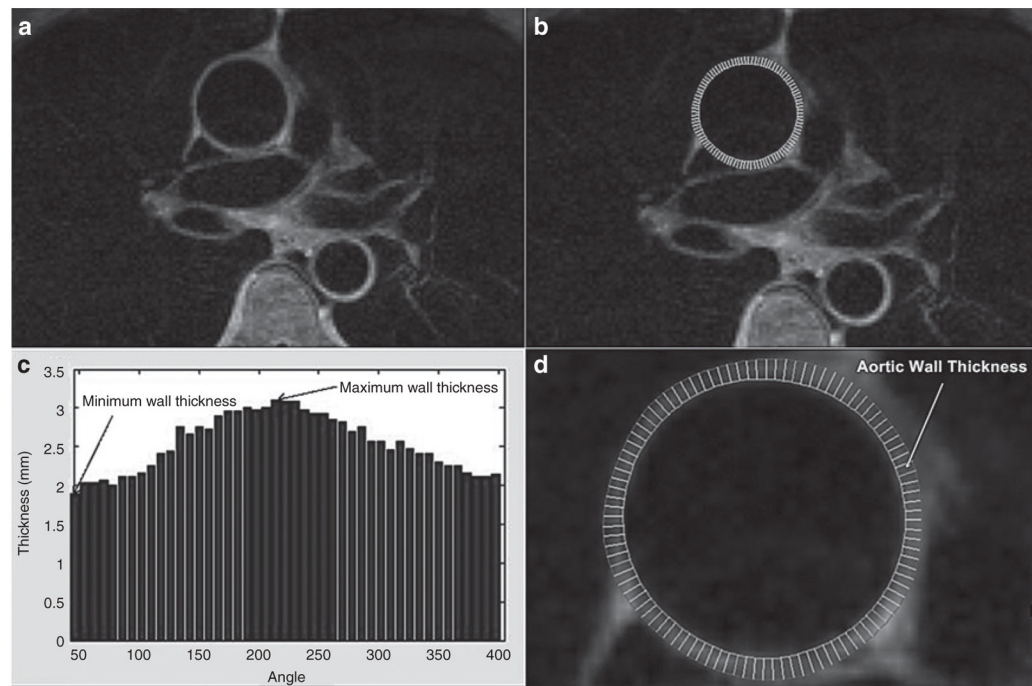 a
b
c
3.5
3
2.5
2
1.5
1
0.5
0
Thickness (mm)
Minimum wall thickness
Maximum wall thickness
50 100 150 200 250 300 350 400
Angle
d
Aortic Wall Thickness